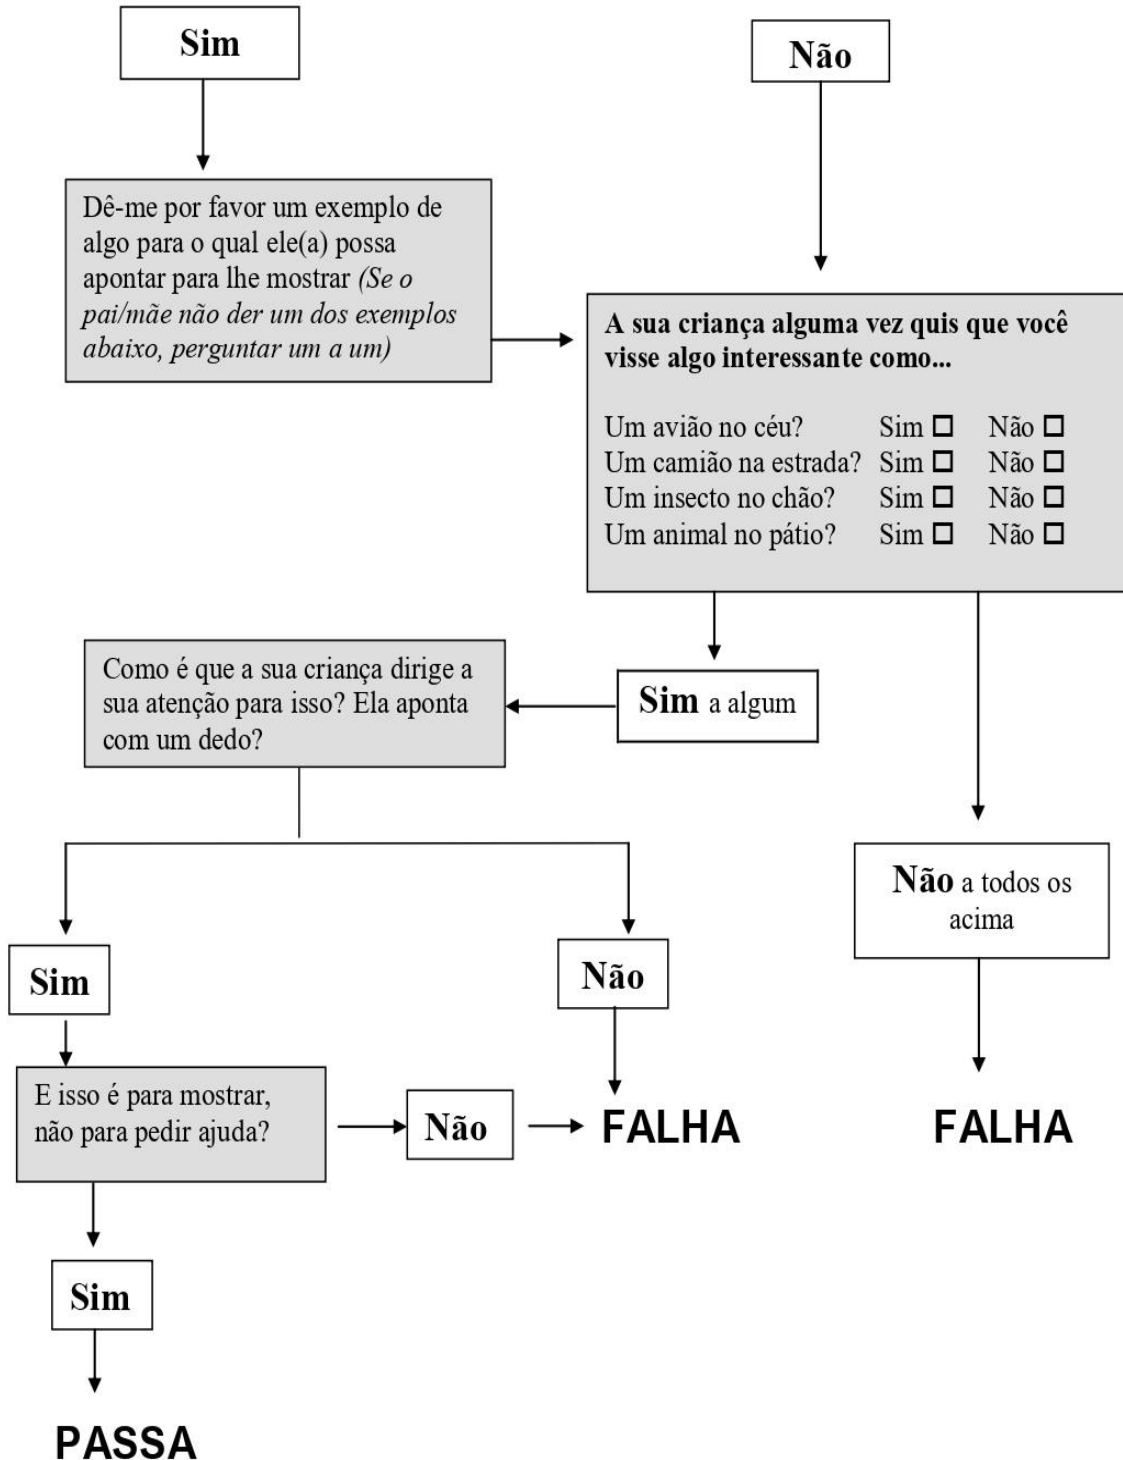 Sim
Não
Dê-me por favor um exemplo de
algo para o qual ele(a) possa
apontar para lhe mostrar (Se o
pai/mãe não der um dos exemplos
abaixo, perguntar um a um)
A sua criança alguma vez quis que você
visse algo interessante como...
Um avião no céu? Sim ☐ Não ☐
Um camião na estrada? Sim ☐ Não ☐
Um insecto no chão? Sim ☐ Não ☐
Um animal no pátio? Sim ☐ Não ☐
Sim a algum
Como é que a sua criança dirige a
sua atenção para isso? Ela aponta
com um dedo?
Não a todos os
acima
Sim
Não
E isso é para mostrar,
não para pedir ajuda?
Não
FALHA
FALHA
Sim
PASSA